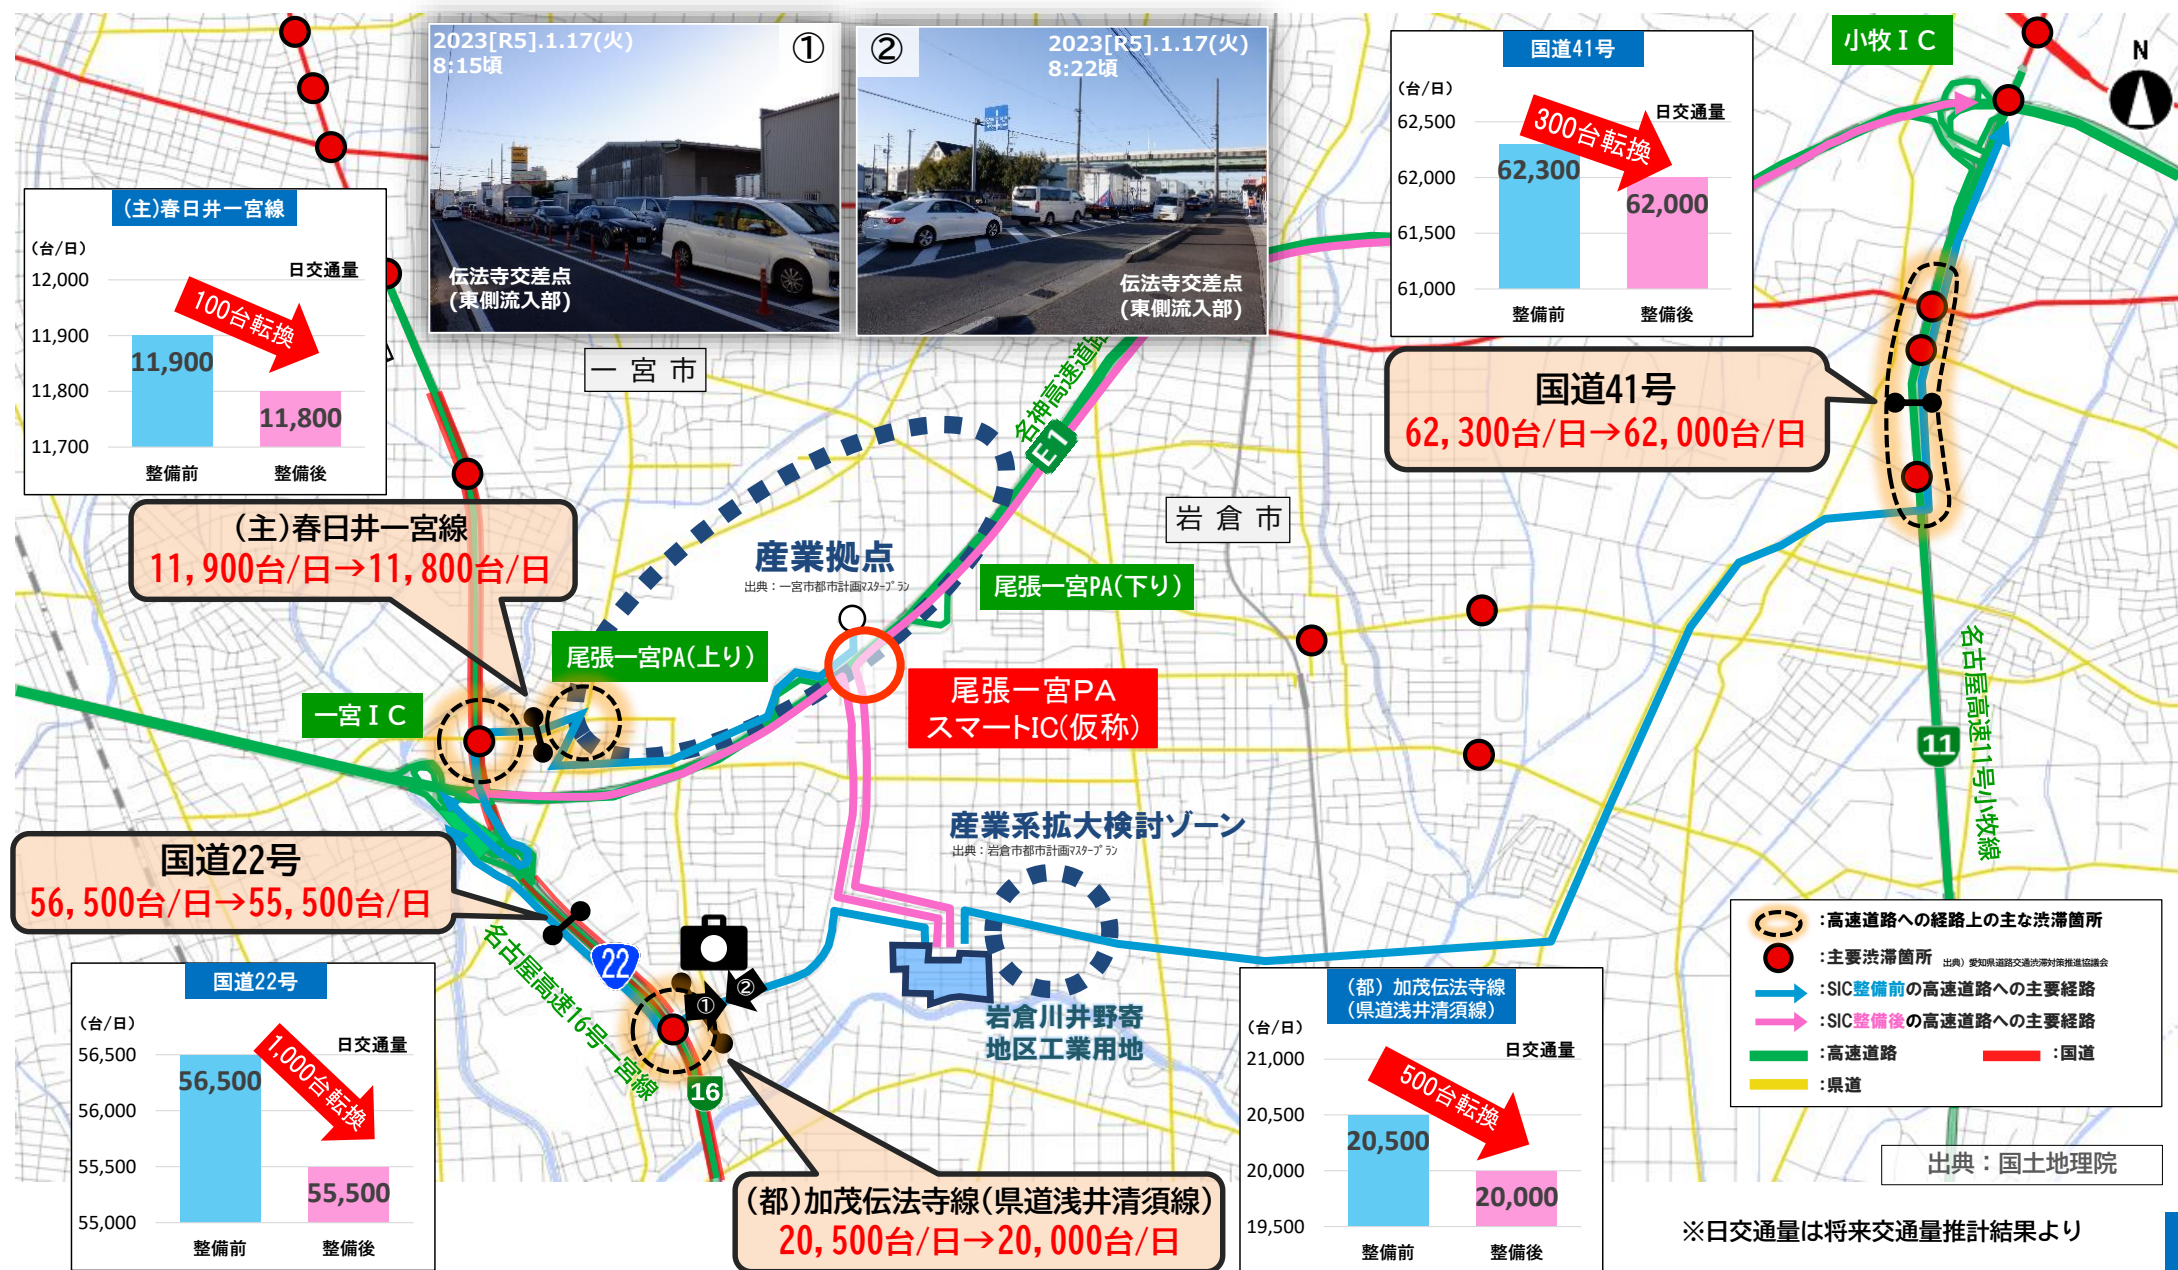 2023[R5].1.17(火)
8:15頃
①
伝法寺交差点
(東側流入部)
②
2023[R5].1.17(火)
8:22頃
伝法寺交差点
(東側流入部)
国道41号
(台/日)
日交通量
62,500
62,000
61,500
61,000
300台転換
62,300
62,000
整備前
整備後
小牧ＩＣ
N
(主)春日井一宮線
(台/日)
日交通量
12,000
11,900
11,800
11,700
100台転換
11,900
11,800
整備前
整備後
一宮市
名神高速道路
E1
国道41号
62,300台/日→62,000台/日
岩倉市
(主)春日井一宮線
11,900台/日→11,800台/日
産業拠点
出典：一宮市都市計画ﾏｽﾀｰﾌﾟﾗﾝ
尾張一宮PA(下り)
尾張一宮PA(上り)
一宮ＩＣ
尾張一宮ＰＡ
スマートIC(仮称)
名古屋高速11号小牧線
11
産業系拡大検討ゾーン
出典：岩倉市都市計画ﾏｽﾀｰﾌﾟﾗﾝ
国道22号
56,500台/日→55,500台/日
22
名古屋高速16号一宮線
①
②
16
岩倉川井野寄
地区工業用地
国道22号
(台/日)
日交通量
56,500
56,000
55,500
55,000
1,000台転換
56,500
55,500
整備前
整備後
(都)加茂伝法寺線(県道浅井清須線)
20,500台/日→20,000台/日
(都) 加茂伝法寺線
(県道浅井清須線)
(台/日)
日交通量
21,000
20,500
20,000
19,500
500台転換
20,500
20,000
整備前
整備後
:高速道路への経路上の主な渋滞箇所
:主要渋滞箇所 出典) 愛知県道路交通渋滞対策推進協議会
:SIC整備前の高速道路への主要経路
:SIC整備後の高速道路への主要経路
:高速道路
:国道
:県道
出典：国土地理院
※日交通量は将来交通量推計結果より